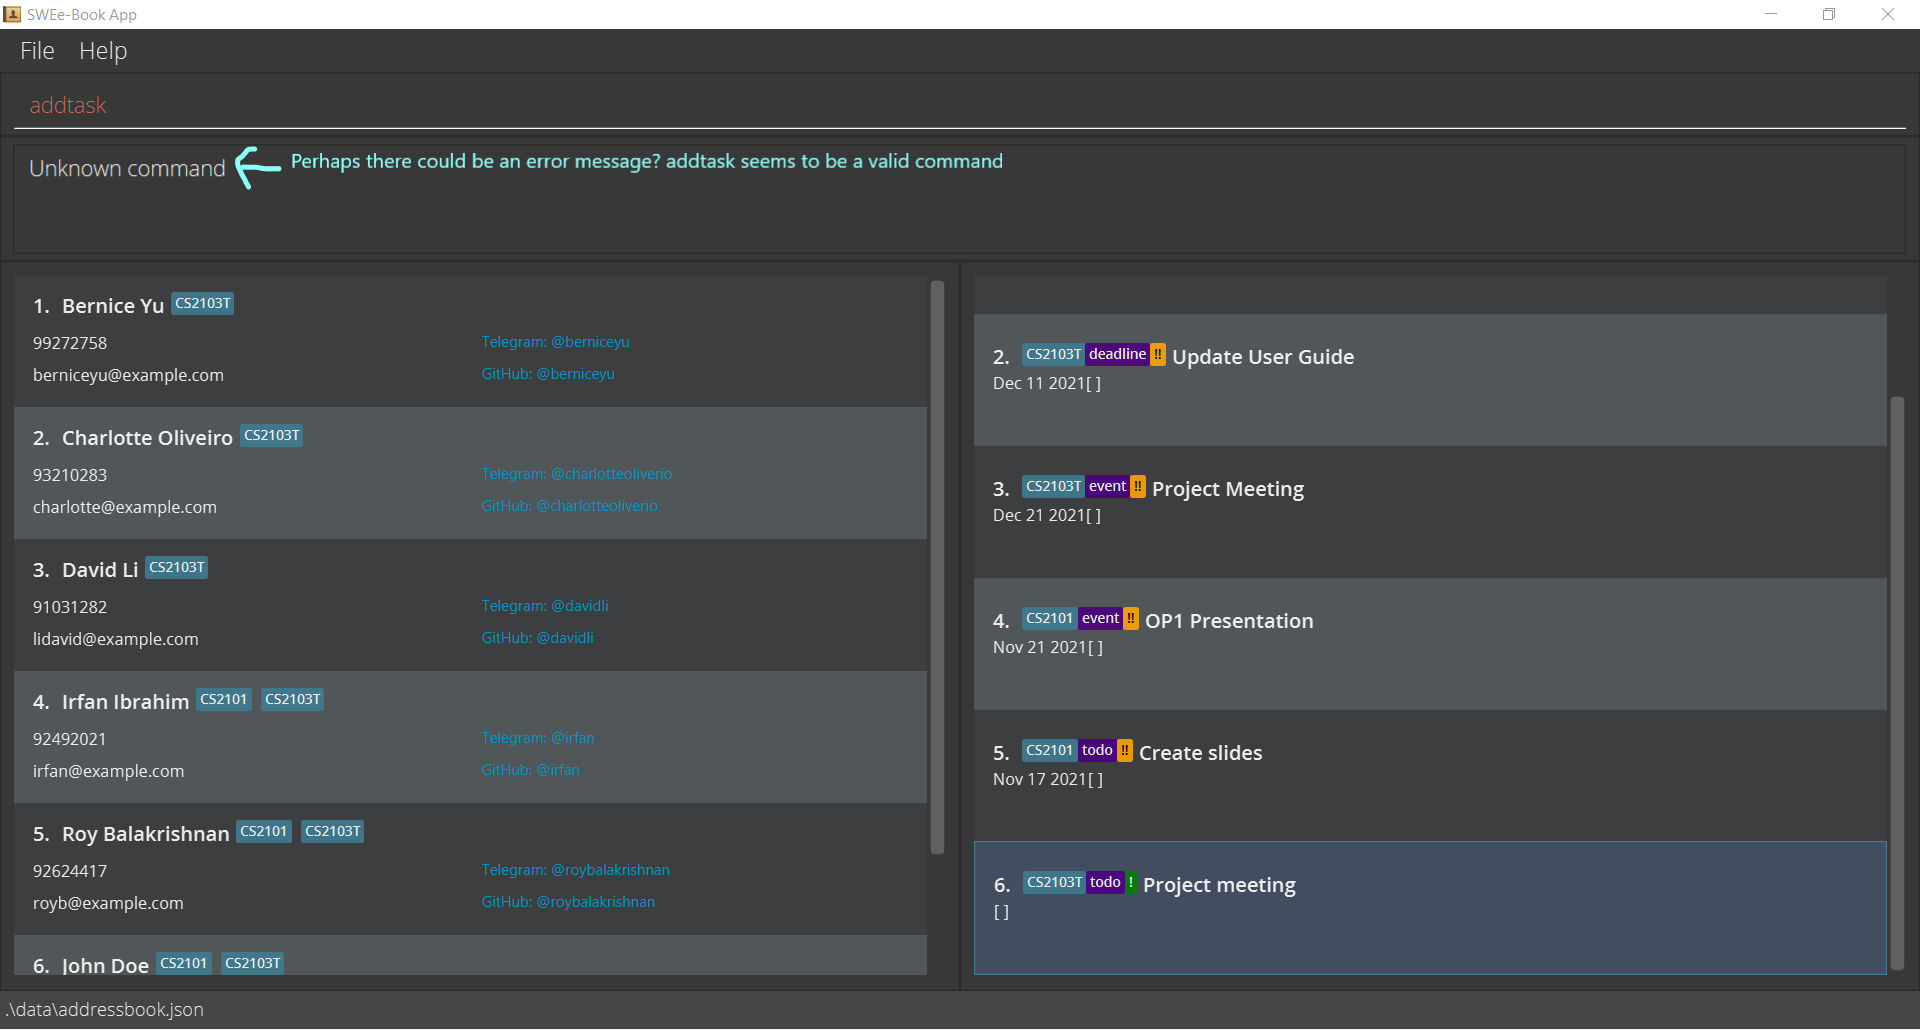 SWEe-Book App
File Help
addtask
Unknown command
Perhaps there could be an error message? addtask seems to be a valid command
1. Bernice Yu CS2103T
99272758
Telegram: @berniceyu
berniceyu@example.com
GitHub: @berniceyu
2. Charlotte Oliveiro CS2103T
93210283
Telegram: @charlotteoliverio
charlotte@example.com
GitHub: @charlotteoliverio
3. David Li CS2103T
91031282
Telegram: @davidli
lidavid@example.com
GitHub: @davidli
4. Irfan Ibrahim CS2101 CS2103T
92492021
Telegram: @irfan
irfan@example.com
GitHub: @irfan
5. Roy Balakrishnan CS2101 CS2103T
92624417
Telegram: @roybalakrishnan
royb@example.com
GitHub: @roybalakrishnan
6. John Doe CS2101 CS2103T
2. CS2103T deadline !! Update User Guide
Dec 11 2021[ ]
3. CS2103T event !! Project Meeting
Dec 21 2021[ ]
4. CS2101 event !! OP1 Presentation
Nov 21 2021[ ]
5. CS2101 todo !! Create slides
Nov 17 2021[ ]
6. CS2103T todo ! Project meeting
[ ]
.\data\addressbook.json